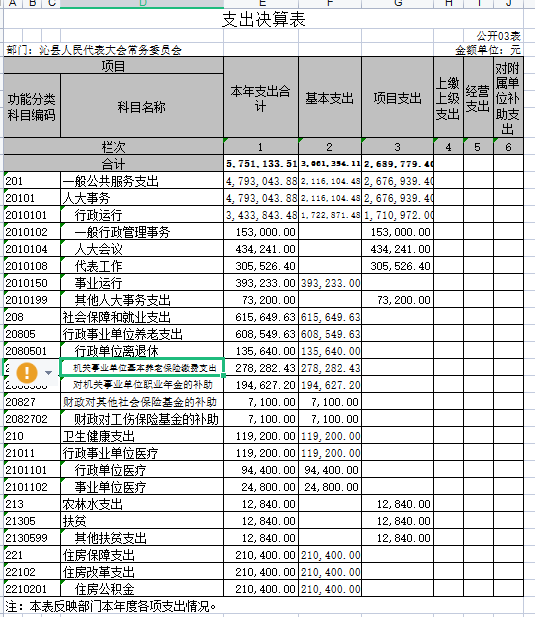 A B C D E F G H I J
支出决算表
公开03表
部门：沁县人民代表大会常务委员会 金额单位：元
项目 本年支出合计 基本支出 项目支出 上缴上级支出 经营支出 对附属单位补助支出
功能分类科目编码 科目名称
栏次 1 2 3 4 5 6
合计 5,751,133.51 3,061,354.11 2,689,779.40
201 一般公共服务支出 4,793,043.88 2,116,104.48 2,676,939.40
20101 人大事务 4,793,043.88 2,116,104.48 2,676,939.40
2010101 行政运行 3,433,843.48 1,722,871.48 1,710,972.00
2010102 一般行政管理事务 153,000.00 153,000.00
2010104 人大会议 434,241.00 434,241.00
2010108 代表工作 305,526.40 305,526.40
2010150 事业运行 393,233.00 393,233.00
2010199 其他人大事务支出 73,200.00 73,200.00
208 社会保障和就业支出 615,649.63 615,649.63
20805 行政事业单位养老支出 608,549.63 608,549.63
2080501 行政单位离退休 135,640.00 135,640.00
机关事业单位基本养老保险缴费支出 278,282.43 278,282.43
对机关事业单位职业年金的补助 194,627.20 194,627.20
20827 财政对其他社会保险基金的补助 7,100.00 7,100.00
2082702 财政对工伤保险基金的补助 7,100.00 7,100.00
210 卫生健康支出 119,200.00 119,200.00
21011 行政事业单位医疗 119,200.00 119,200.00
2101101 行政单位医疗 94,400.00 94,400.00
2101102 事业单位医疗 24,800.00 24,800.00
213 农林水支出 12,840.00 12,840.00
21305 扶贫 12,840.00 12,840.00
2130599 其他扶贫支出 12,840.00 12,840.00
221 住房保障支出 210,400.00 210,400.00
22102 住房改革支出 210,400.00 210,400.00
2210201 住房公积金 210,400.00 210,400.00
注：本表反映部门本年度各项支出情况。